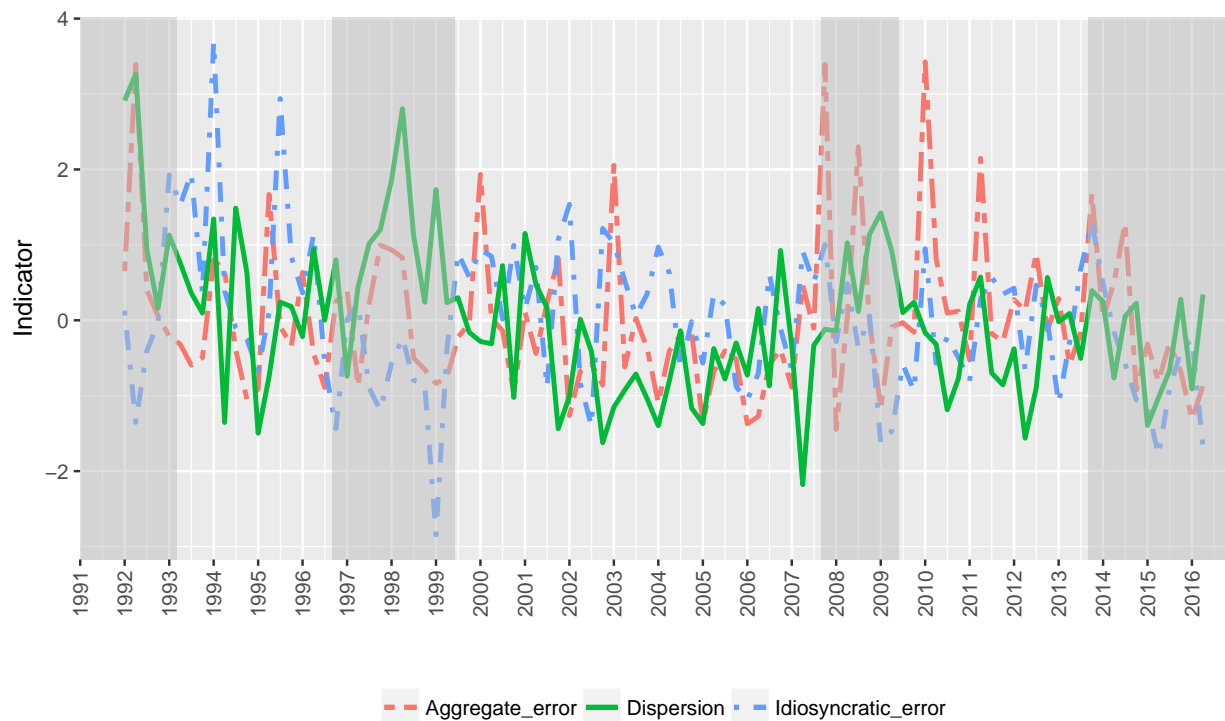 4
2
0
−2
Indicator
1991 1992 1993 1994 1995 1996 1997 1998 1999 2000 2001 2002 2003 2004 2005 2006 2007 2008 2009 2010 2011 2012 2013 2014 2015 2016
Aggregate_error Dispersion Idiosyncratic_error